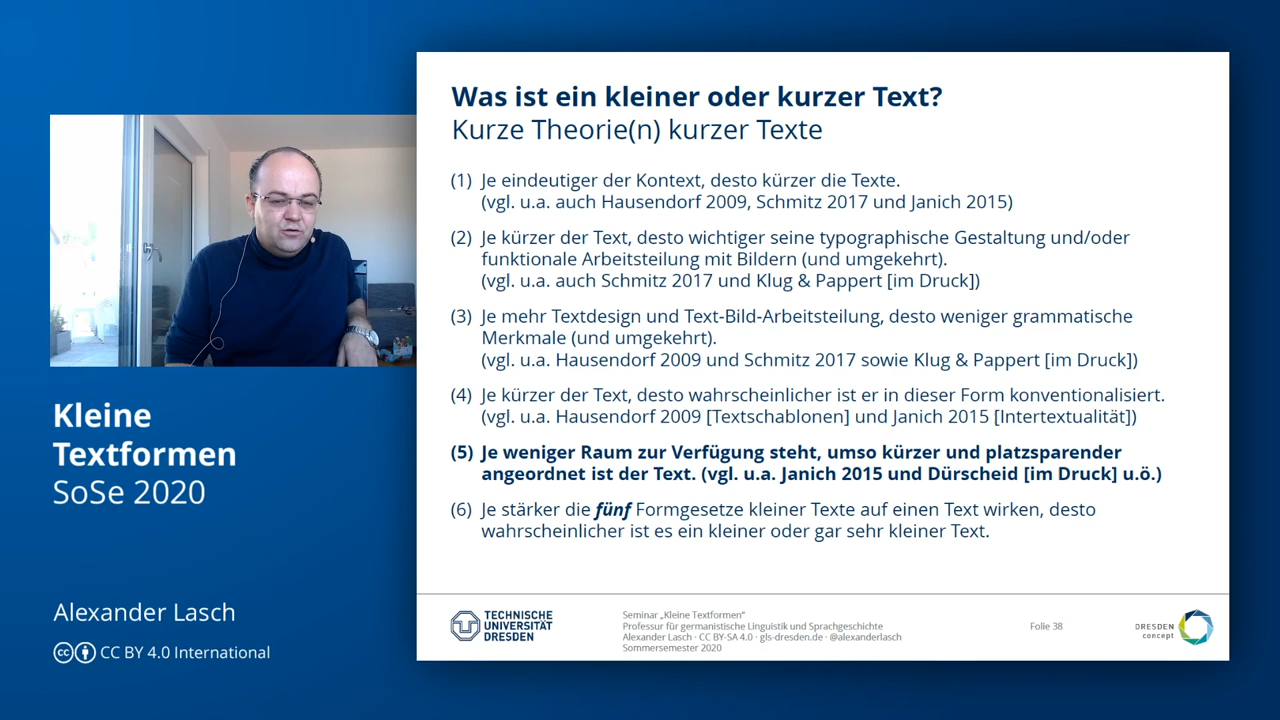 Was ist ein kleiner oder kurzer Text?
Kurze Theorie(n) kurzer Texte
(1) Je eindeutiger der Kontext, desto kürzer die Texte.
(vgl. u.a. auch Hausendorf 2009, Schmitz 2017 und Janich 2015)
(2) Je kürzer der Text, desto wichtiger seine typographische Gestaltung und/oder
funktionale Arbeitsteilung mit Bildern (und umgekehrt).
(vgl. u.a. auch Schmitz 2017 und Klug & Pappert [im Druck])
(3) Je mehr Textdesign und Text-Bild-Arbeitsteilung, desto weniger grammatische
Merkmale (und umgekehrt).
(vgl. u.a. Hausendorf 2009 und Schmitz 2017 sowie Klug & Pappert [im Druck])
(4) Je kürzer der Text, desto wahrscheinlicher ist er in dieser Form konventionalisiert.
(vgl. u.a. Hausendorf 2009 [Textschablonen] und Janich 2015 [Intertextualität])
(5) Je weniger Raum zur Verfügung steht, umso kürzer und platzsparender
angeordnet ist der Text. (vgl. u.a. Janich 2015 und Dürscheid [im Druck] u.ö.)
(6) Je stärker die fünf Formgesetze kleiner Texte auf einen Text wirken, desto
wahrscheinlicher ist es ein kleiner oder gar sehr kleiner Text.
Kleine
Textformen
SoSe 2020
Alexander Lasch
CC BY 4.0 International
TECHNISCHE
UNIVERSITÄT
DRESDEN
Seminar „Kleine Textformen“
Professur für germanistische Linguistik und Sprachgeschichte
Alexander Lasch · CC BY-SA 4.0 · gls-dresden.de · @alexanderlasch
Sommersemester 2020
Folie 38
DRESDEN
concept